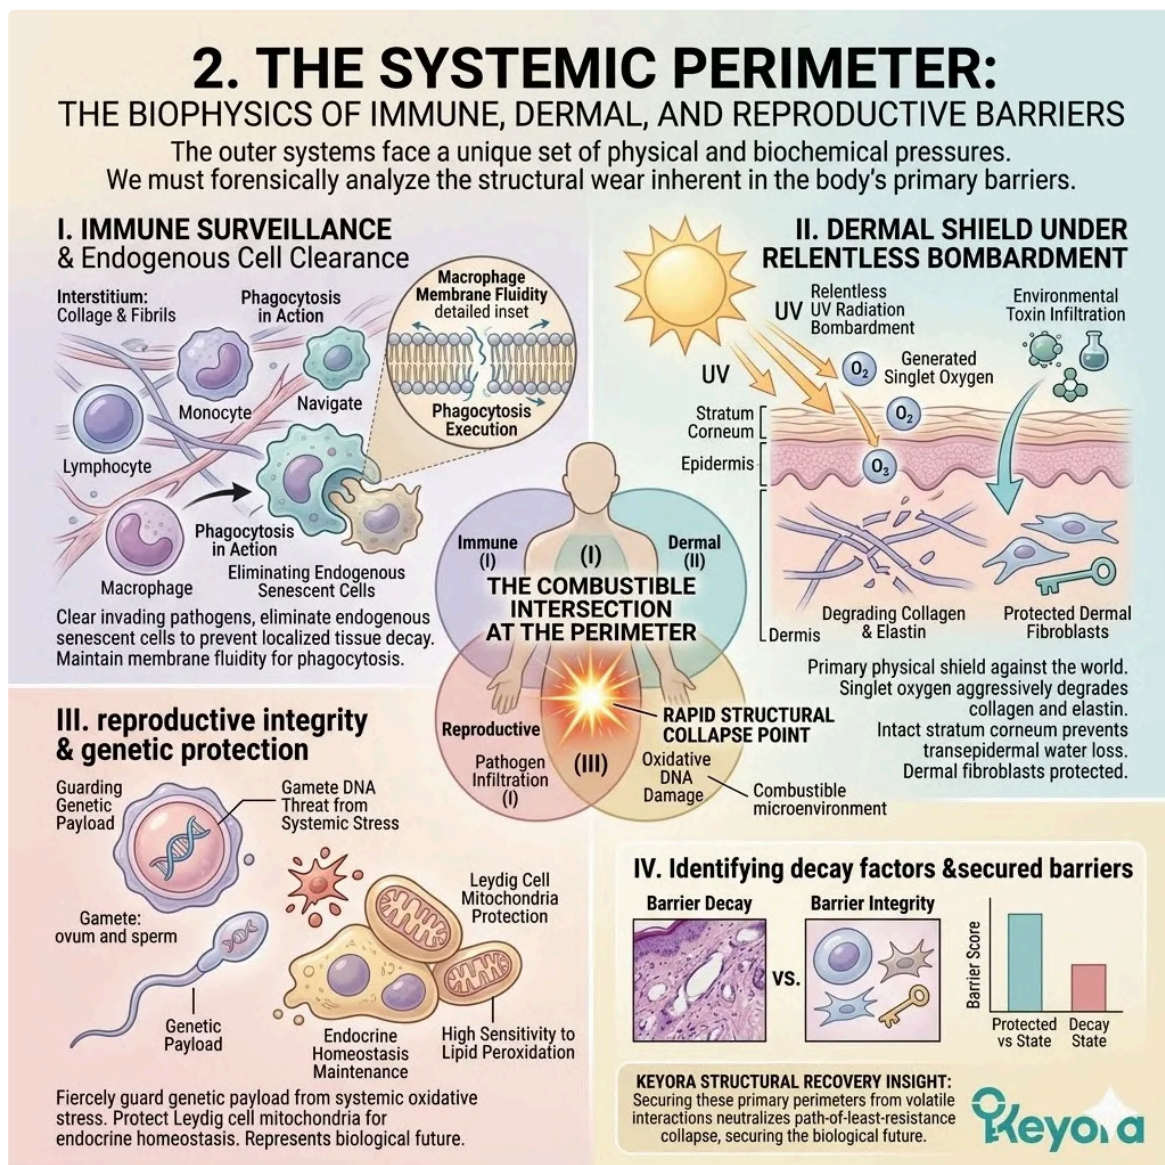 2. THE SYSTEMIC PERIMETER:
THE BIOPHYSICS OF IMMUNE, DERMAL, AND REPRODUCTIVE BARRIERS
The outer systems face a unique set of physical and biochemical pressures.
We must forensically analyze the structural wear inherent in the body's primary barriers.
I. IMMUNE SURVEILLANCE
& Endogenous Cell Clearance
Interstitium:
Collage & Fibrils
Phagocytosis
in Action
Macrophage
Membrane Fluidity
detailed inset
Phagocytosis
Execution
Monocyte
Navigate
Lymphocyte
Phagocytosis
in Action
Macrophage
Eliminating Endogenous
Senescent Cells
Clear invading pathogens, eliminate endogenous
senescent cells to prevent localized tissue decay.
Maintain membrane fluidity for phagocytosis.
II. DERMAL SHIELD UNDER
RELENTLESS BOMBARDMENT
UV
Relentless
UV Radiation
Bombardment
Environmental
Toxin Infiltration
UV
O₂
Generated
Singlet Oxygen
O₂
O₃
Stratum
Corneum
Epidermis
Dermis
Degrading Collagen
& Elastin
Protected Dermal
Fibroblasts
Primary physical shield against the world.
Singlet oxygen aggressively degrades
collagen and elastin.
Intact stratum corneum prevents
transepidermal water loss.
Dermal fibroblasts protected.
Immune
(I)
(I)
Dermal
(II)
THE COMBUSTIBLE
INTERSECTION
AT THE PERIMETER
Reproductive
Pathogen
Infiltration
(I)
(III)
RAPID STRUCTURAL
COLLAPSE POINT
Oxidative
DNA
Damage
Combustible
microenvironment
III. reproductive integrity
& genetic protection
Guarding
Genetic
Payload
Gamete DNA
Threat from
Systemic Stress
Gamete:
ovum and sperm
Leydig Cell
Mitochondria
Protection
Genetic
Payload
Endocrine
Homeostasis
Maintenance
High Sensitivity to
Lipid Peroxidation
Fiercely guard genetic payload from systemic oxidative
stress. Protect Leydig cell mitochondria for
endocrine homeostasis. Represents biological future.
IV. Identifying decay factors &secured barriers
Barrier Decay
VS.
Barrier Integrity
Barrier Score
Protected
vs State
Decay
State
KEYORA STRUCTURAL RECOVERY INSIGHT:
Securing these primary perimeters from volatile
interactions neutralizes path-of-least-resistance
collapse, securing the biological future.
Keyora